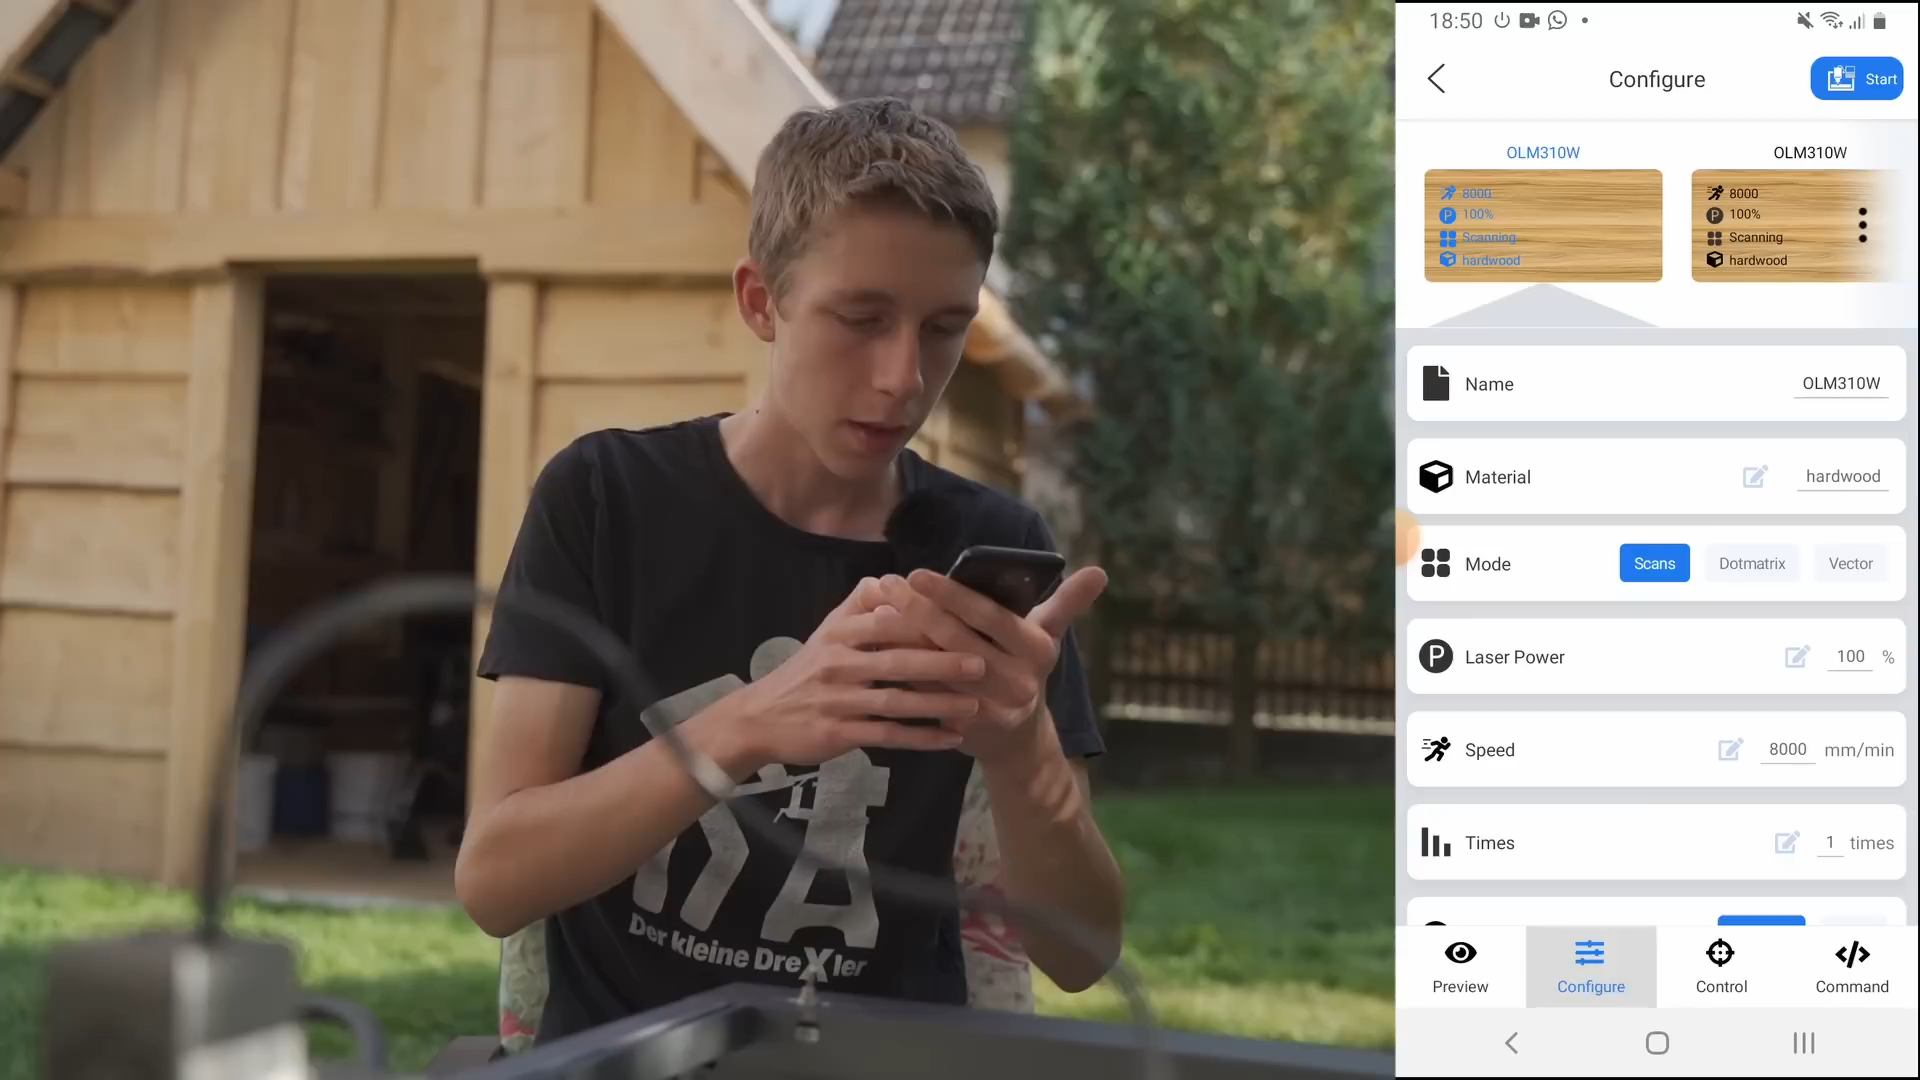 18:50
Configure
Start
OLM310W
8000
100%
Scanning
hardwood
OLM310W
8000
100%
Scanning
hardwood
Name OLM310W
Material hardwood
Mode Scans Dotmatrix Vector
P Laser Power 100 %
Speed 8000 mm/min
Times 1 times
Preview
Configure
Control
Command
Der kleine DreXler